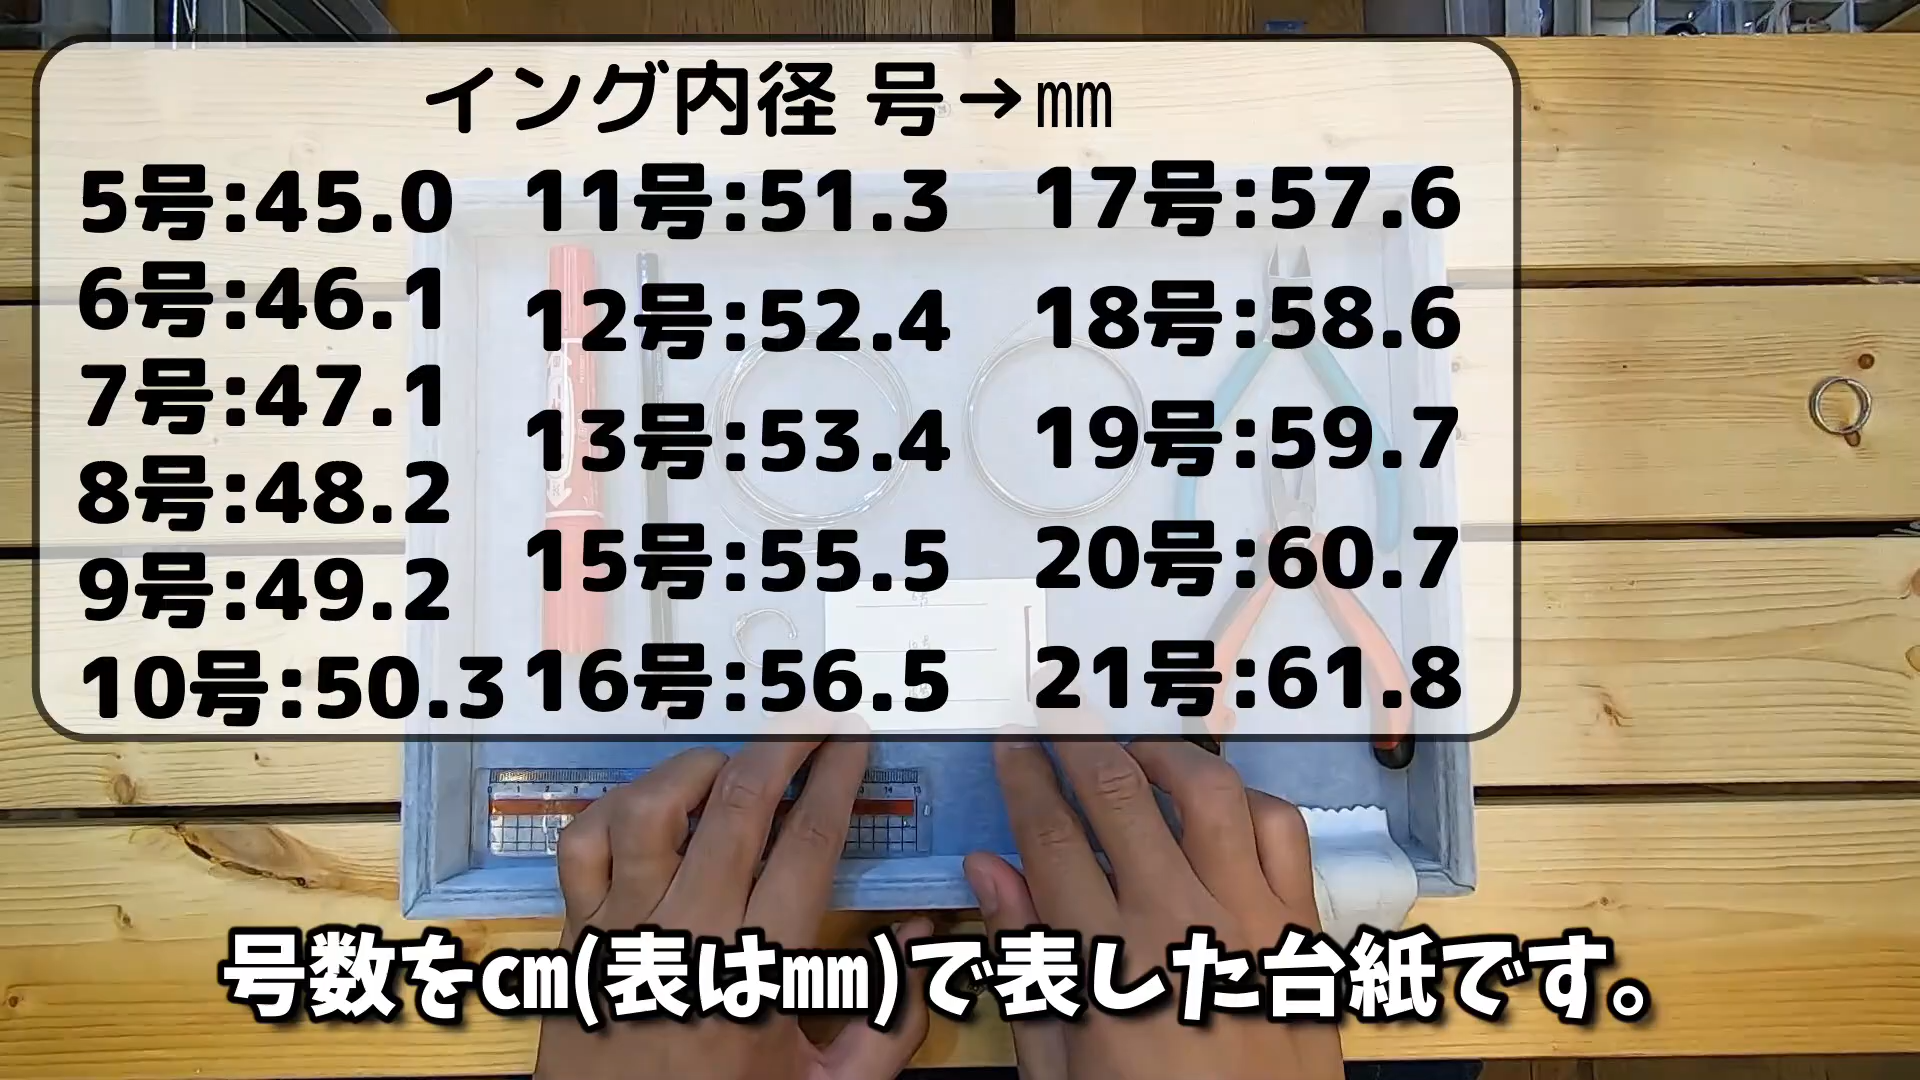 イング内径 号→㎜
5号:45.0
6号:46.1
7号:47.1
8号:48.2
9号:49.2
10号:50.3
11号:51.3
12号:52.4
13号:53.4
15号:55.5
16号:56.5
17号:57.6
18号:58.6
19号:59.7
20号:60.7
21号:61.8
号数を㎝(表は㎜)で表した台紙です。